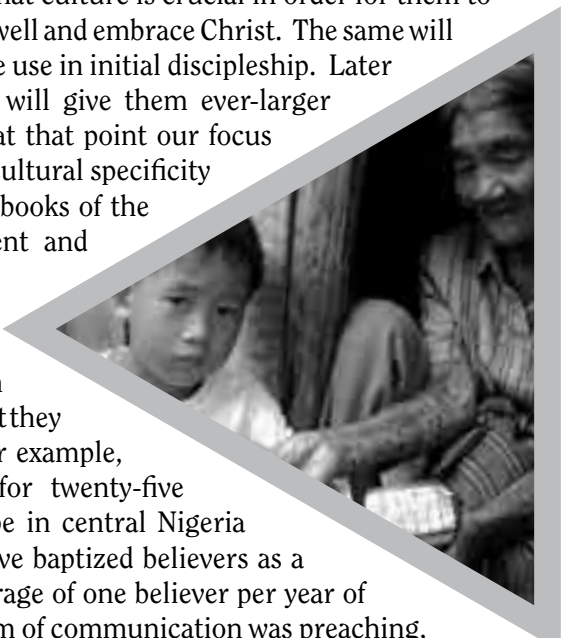 hat culture is crucial in order for them to
well and embrace Christ. The same will
e use in initial discipleship. Later
will give them ever-larger
at that point our focus
ultural specificity
books of the
ent and
t they
r example,
for twenty-five
be in central Nigeria
ve baptized believers as a
rage of one believer per year of
m of communication was preaching,